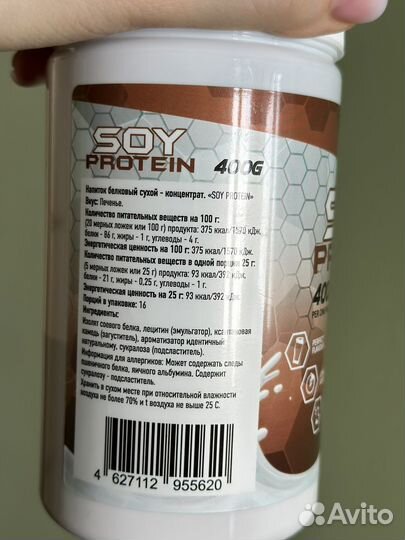 SOY
PROTEIN 400G
Напиток белковый сухой - концентрат. «SOY PROTEIN»
Вкус: Печенье.
Количество питательных веществ на 100 г:
(20 мерных ложек или 100 г) продукта: 375 ккал/1570 кДж,
белки - 86 г, жиры - 1 г, углеводы - 4 г.
Энергетическая ценность на 100 г: 375 ккал/1570 кДж.
Количество питательных веществ в одной порции 25 г:
(5 мерных ложек или 25 г) продукта: 93 ккал/392 кДж,
белки - 21 г, жиры - 0,25 г, углеводы - 1 г.
Энергетическая ценность на 25 г: 93 ккал/392 кДж.
Порций в упаковке: 16
Ингредиенты:
Изолят соевого белка, лецитин (эмульгатор), ксантановая
камедь (загуститель), ароматизатор идентичный
натуральному, сукралоза (подсластитель).
Информация для аллергиков: Может содержать следы
белка, яичного альбумина. Содержит
сукралозу - подсластитель.
Хранить в сухом месте при относительной влажности
воздуха не более 70% и t воздуха не выше 25 С.
4 627112 955620
Avito